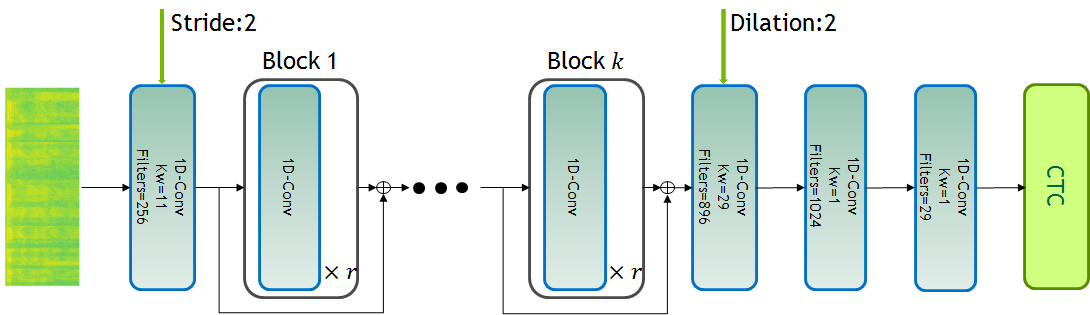 Stride:2
Dilation:2
Block 1
Block k
1D-Conv
Kw=11
Filters=256
1D-Conv
× r
1D-Conv
× r
1D-Conv
Kw=29
Filters=896
1D-Conv
Kw=1
Filters=1024
1D-Conv
Kw=1
Filters=29
CTC